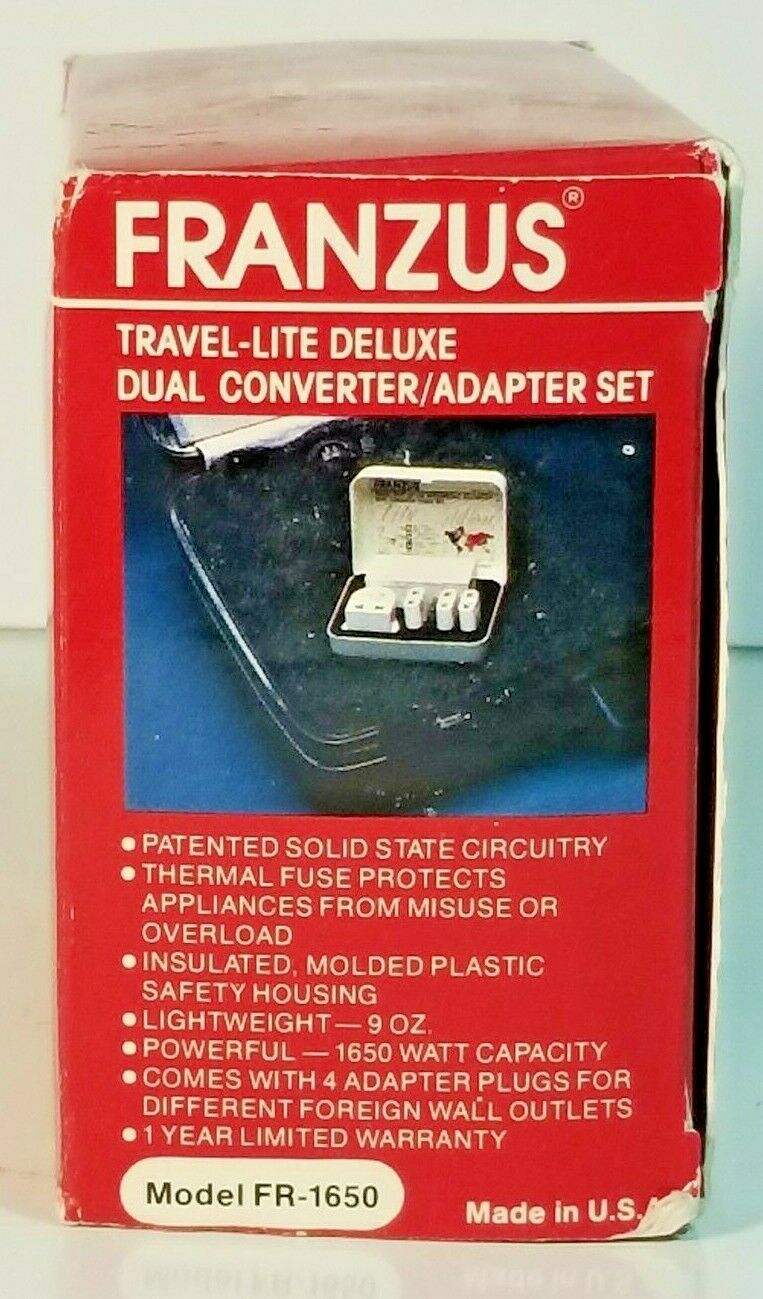 FRANZUS®
TRAVEL-LITE DELUXE
DUAL CONVERTER/ADAPTER SET
FRANZUS
• PATENTED SOLID STATE CIRCUITRY
• THERMAL FUSE PROTECTS
APPLIANCES FROM MISUSE OR
OVERLOAD
• INSULATED, MOLDED PLASTIC
SAFETY HOUSING
• LIGHTWEIGHT — 9 OZ.
• POWERFUL — 1650 WATT CAPACITY
• COMES WITH 4 ADAPTER PLUGS FOR
DIFFERENT FOREIGN WALL OUTLETS
• 1 YEAR LIMITED WARRANTY
Model FR-1650
Made in U.S.A